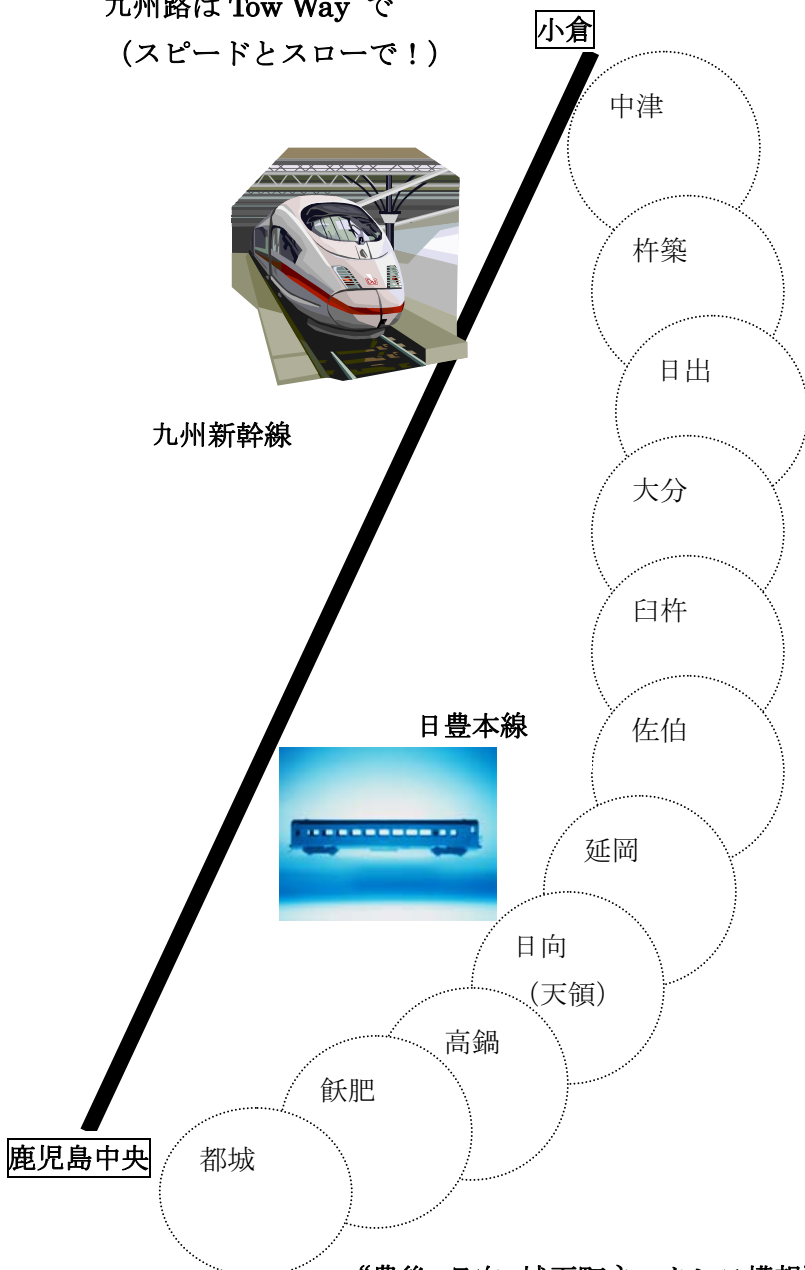 九州路は Tow Way で
（スピードとスローで！）
小倉
中津
杵築
日出
九州新幹線
大分
臼杵
日豊本線
佐伯
延岡
日向
（天領）
高鍋
飫肥
鹿児島中央
都城